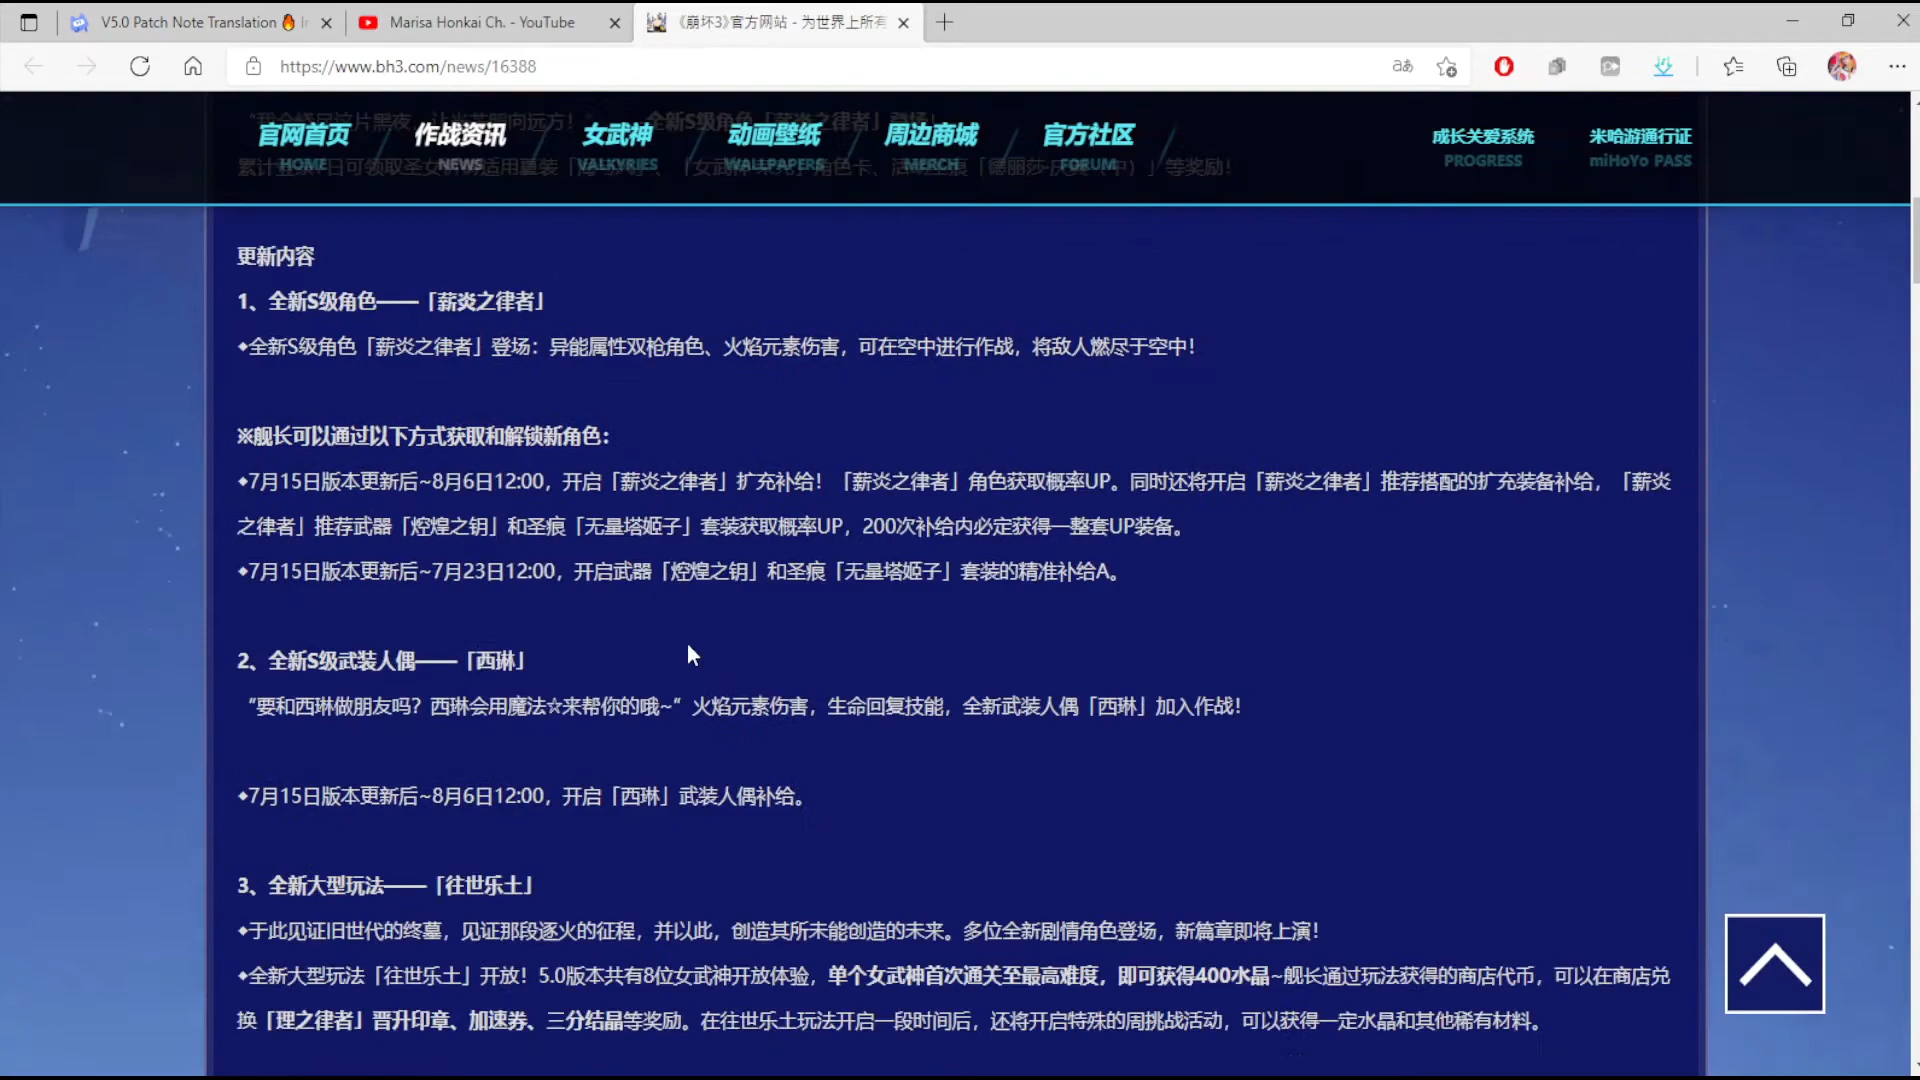 V5.0 Patch Note Translation🔥 I
Marisa Honkai Ch. - YouTube
《崩坏3》官方网站 - 为世界上所有
https://www.bh3.com/news/16388
aあ
官网首页 作战资讯 女武神 动画壁纸 周边商城 官方社区 成长关爱系统 米哈游通行证
HOME NEWS VALKYRIES WALLPAPERS MERCH FORUM PROGRESS miHoYo PASS
更新内容
1、全新S级角色——「薪炎之律者」
◆全新S级角色「薪炎之律者」登场：异能属性双枪角色、火焰元素伤害，可在空中进行作战，将敌人燃尽于空中！
※舰长可以通过以下方式获取和解锁新角色：
◆7月15日版本更新后~8月6日12:00，开启「薪炎之律者」扩充补给！「薪炎之律者」角色获取概率UP。同时还将开启「薪炎之律者」推荐搭配的扩充装备补给，「薪炎
之律者」推荐武器「焢煌之钥」和圣痕「无量塔姬子」套装获取概率UP，200次补给内必定获得一整套UP装备。
◆7月15日版本更新后~7月23日12:00，开启武器「焢煌之钥」和圣痕「无量塔姬子」套装的精准补给A。
2、全新S级武装人偶——「西琳」
“要和西琳做朋友吗？西琳会用魔法☆来帮你的哦~” 火焰元素伤害，生命回复技能，全新武装人偶「西琳」加入作战！
◆7月15日版本更新后~8月6日12:00，开启「西琳」武装人偶补给。
3、全新大型玩法——「往世乐土」
◆于此见证旧世代的终墓，见证那段逐火的征程，并以此，创造其所未能创造的未来。多位全新剧情角色登场，新篇章即将上演！
◆全新大型玩法「往世乐土」开放！5.0版本共有8位女武神开放体验，单个女武神首次通关至最高难度，即可获得400水晶~舰长通过玩法获得的商店代币，可以在商店兑
换「理之律者」晋升印章、加速券、三分结晶等奖励。在往世乐土玩法开启一段时间后，还将开启特殊的周挑战活动，可以获得一定水晶和其他稀有材料。